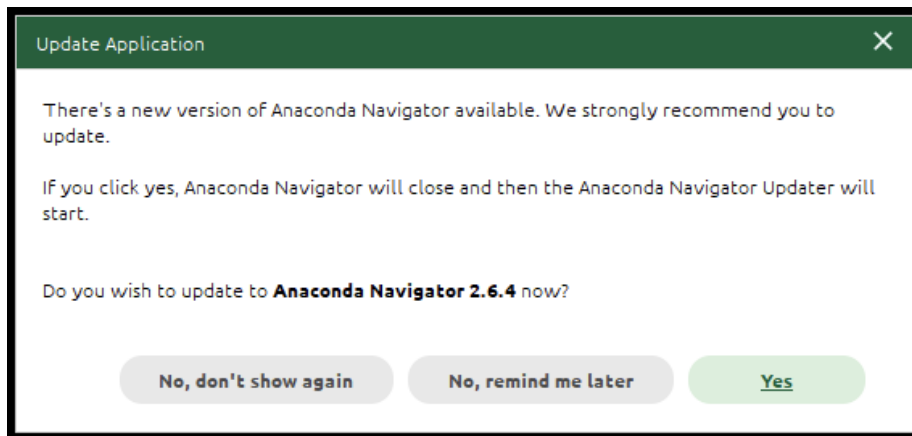 Update Application
There's a new version of Anaconda Navigator available. We strongly recommend you to
update.
If you click yes, Anaconda Navigator will close and then the Anaconda Navigator Updater will
start.
Do you wish to update to Anaconda Navigator 2.6.4 now?
No, don't show again
No, remind me later
Yes